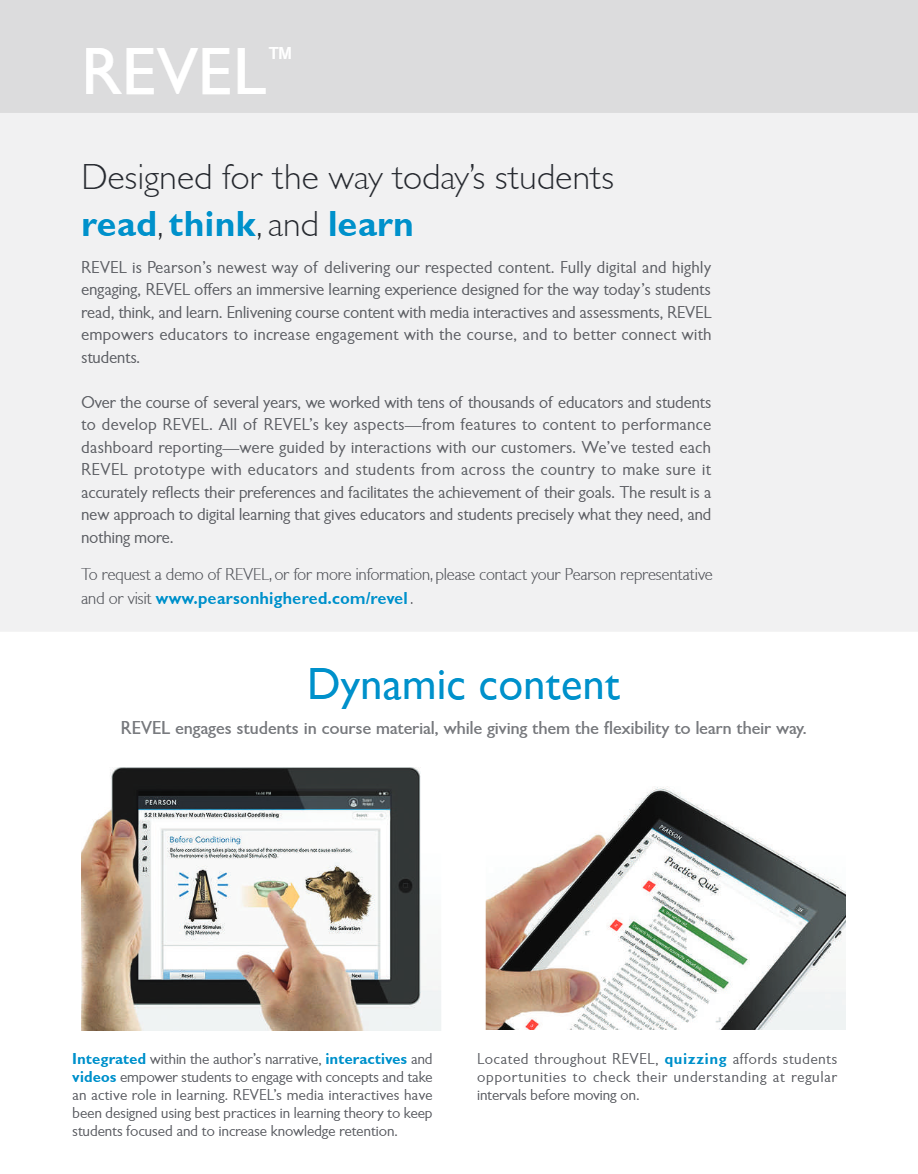 REVEL™
Designed for the way today's students
read, think, and learn
REVEL is Pearson's newest way of delivering our respected content. Fully digital and highly
engaging, REVEL offers an immersive learning experience designed for the way today's students
read, think, and learn. Enlivening course content with media interactives and assessments, REVEL
empowers educators to increase engagement with the course, and to better connect with
students.
Over the course of several years, we worked with tens of thousands of educators and students
to develop REVEL. All of REVEL's key aspects—from features to content to performance
dashboard reporting—were guided by interactions with our customers. We've tested each
REVEL prototype with educators and students from across the country to make sure it
accurately reflects their preferences and facilitates the achievement of their goals. The result is a
new approach to digital learning that gives educators and students precisely what they need, and
nothing more.
To request a demo of REVEL, or for more information, please contact your Pearson representative
and or visit www.pearsonhighered.com/revel.
Dynamic content
REVEL engages students in course material, while giving them the flexibility to learn their way.
PEARSON
5.2 It Makes Your Mouth Water: Classical Conditioning
Search
Before Conditioning
Before conditioning takes place, the sound of the metronome does not cause salivation.
The metronome is therefore a Neutral Stimulus (NS).
Neutral Stimulus
(NS) Metronome
No Salivation
Reset
Next
PEARSON
Practice Quiz
Integrated within the author's narrative, interactives and
videos empower students to engage with concepts and take
an active role in learning. REVEL's media interactives have
been designed using best practices in learning theory to keep
students focused and to increase knowledge retention.
Located throughout REVEL, quizzing affords students
opportunities to check their understanding at regular
intervals before moving on.